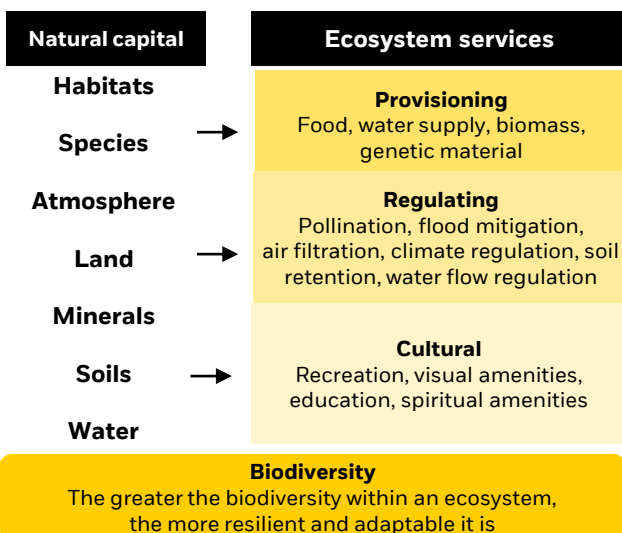 Natural capital
Ecosystem services
Habitats
Species
Atmosphere
Land
Minerals
Soils
Water
Provisioning
Food, water supply, biomass,
genetic material
Regulating
Pollination, flood mitigation,
air filtration, climate regulation, soil
retention, water flow regulation
Cultural
Recreation, visual amenities,
education, spiritual amenities
Biodiversity
The greater the biodiversity within an ecosystem,
the more resilient and adaptable it is